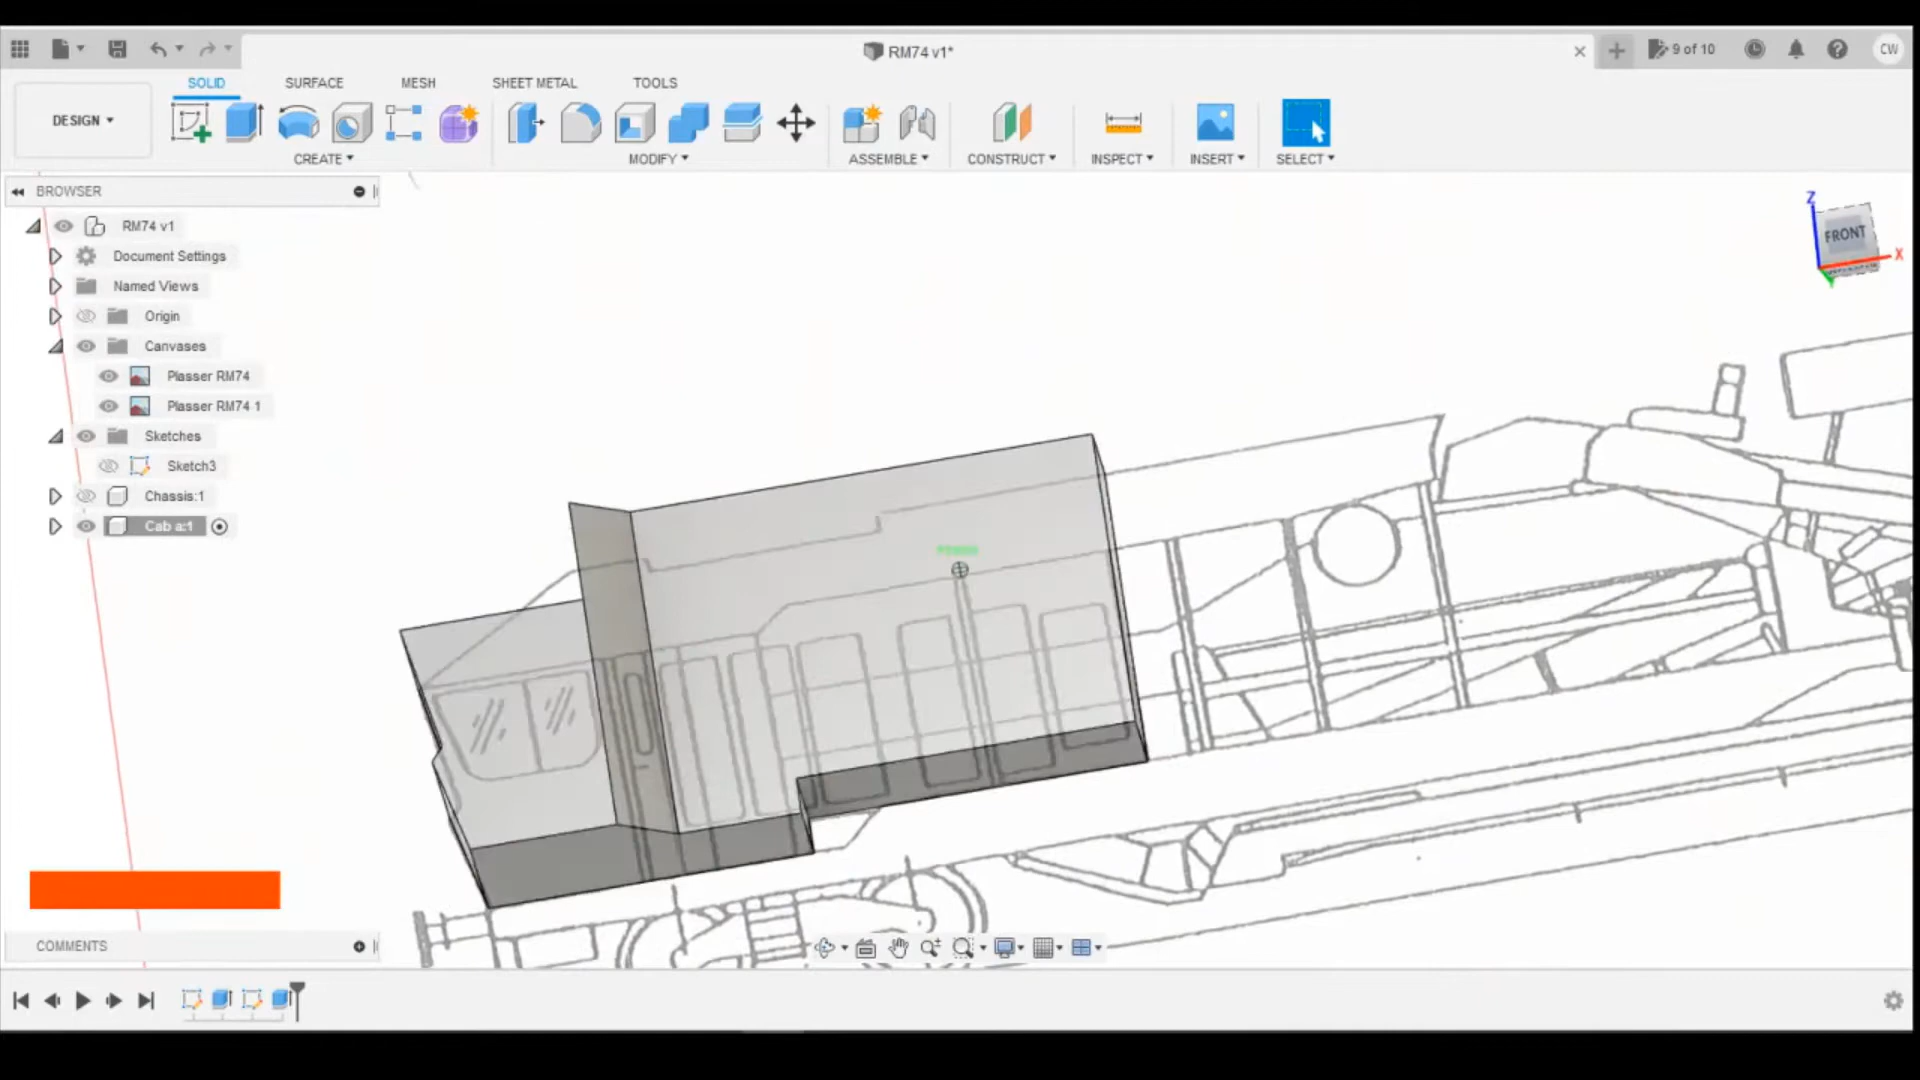 RM74 v1*
9 of 10
CW
SOLID
SURFACE
MESH
SHEET METAL
TOOLS
DESIGN
CREATE
MODIFY
ASSEMBLE
CONSTRUCT
INSPECT
INSERT
SELECT
BROWSER
RM74 v1
Document Settings
Named Views
Origin
Canvases
Plasser RM74
Plasser RM74 1
Sketches
Sketch3
Chassis:1
Cab a:1
Z
FRONT
X
COMMENTS